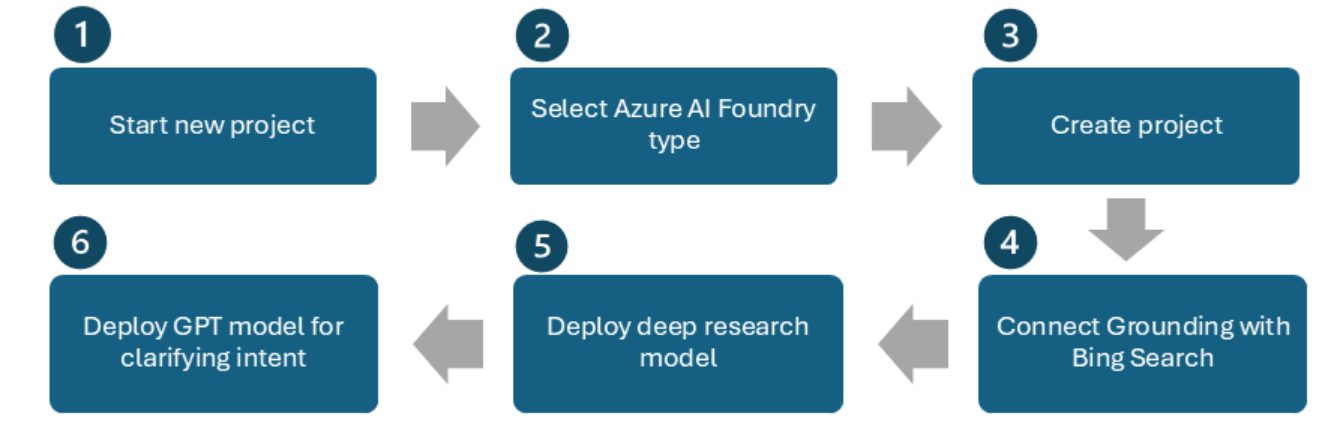 1
Start new project
2
Select Azure AI Foundry
type
3
Create project
4
Connect Grounding with
Bing Search
5
Deploy deep research
model
6
Deploy GPT model for
clarifying intent